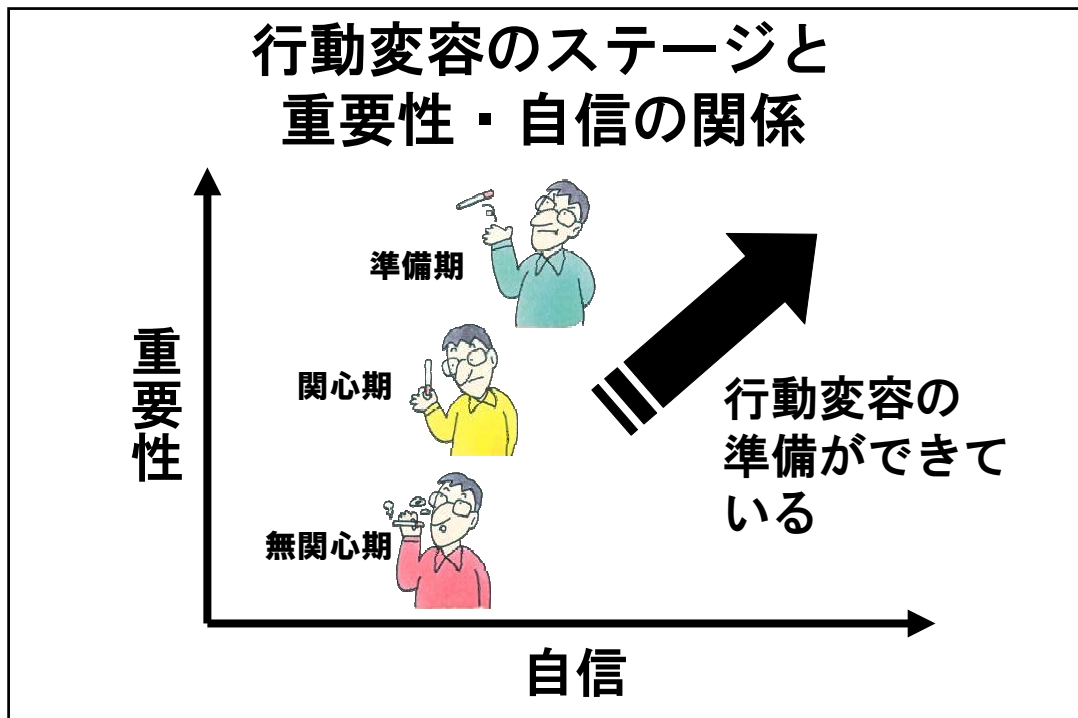 行動変容のステージと
重要性・自信の関係
準備期
関心期
無関心期
重要性
行動変容の
準備ができて
いる
自信